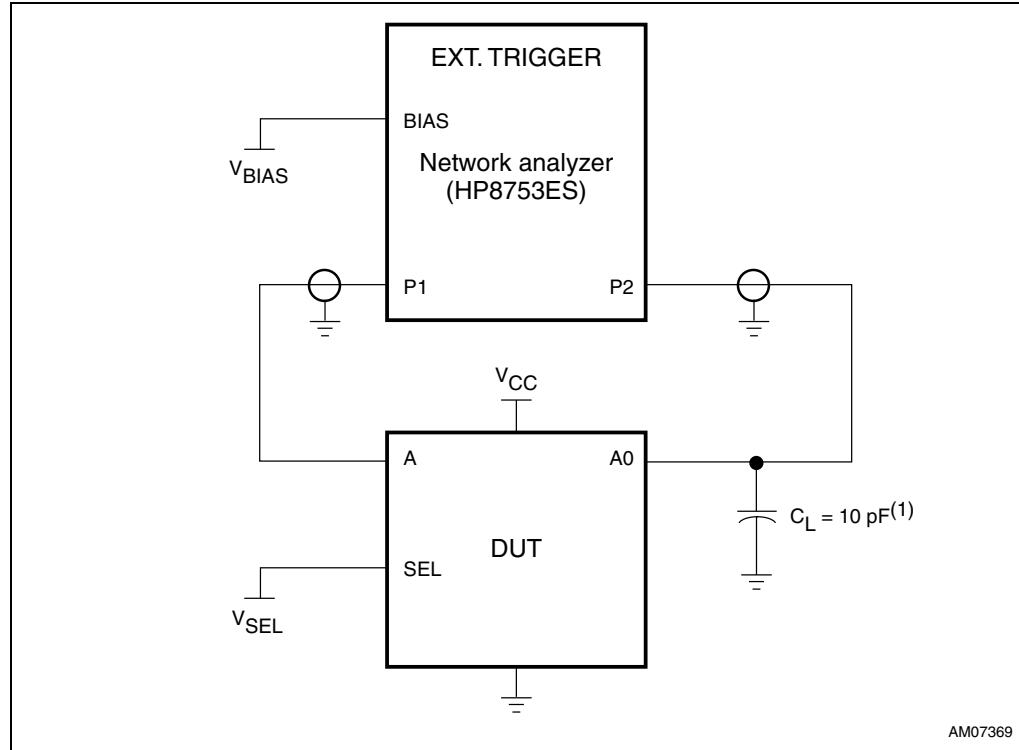 EXT. TRIGGER
BIAS
VBIAS
Network analyzer
(HP8753ES)
P1
P2
VCC
A
A0
CL = 10 pF(1)
DUT
SEL
VSEL
AM07369